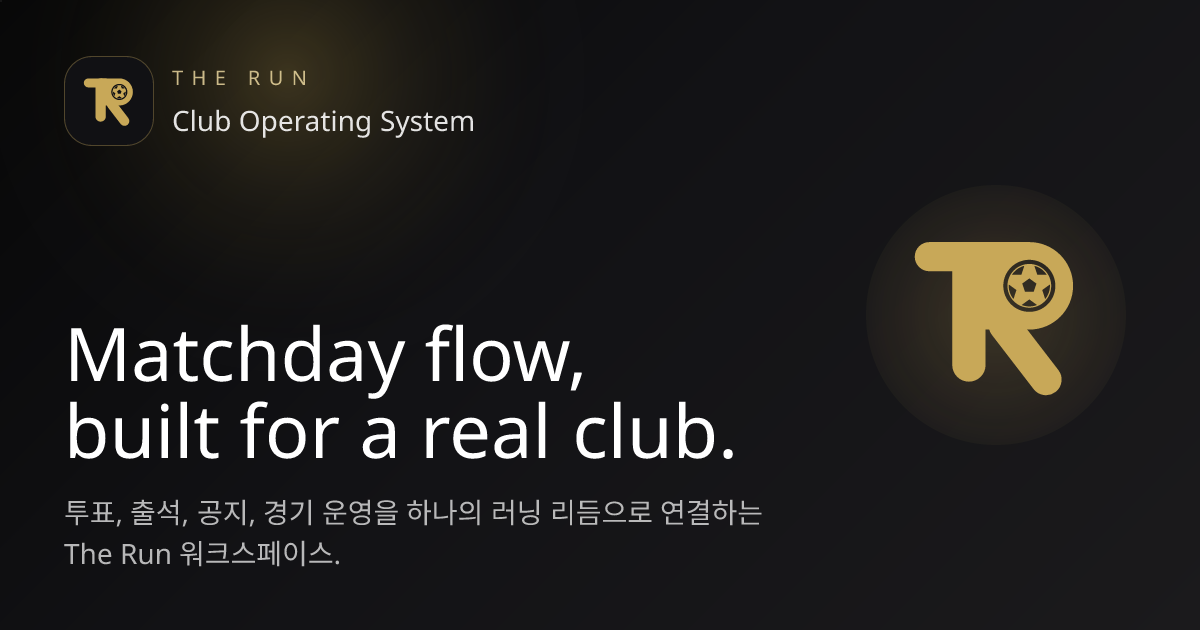 THE RUN
Club Operating System
Matchday flow,
built for a real club.
투표, 출석, 공지, 경기 운영을 하나의 러닝 리듬으로 연결하는
The Run 워크스페이스.